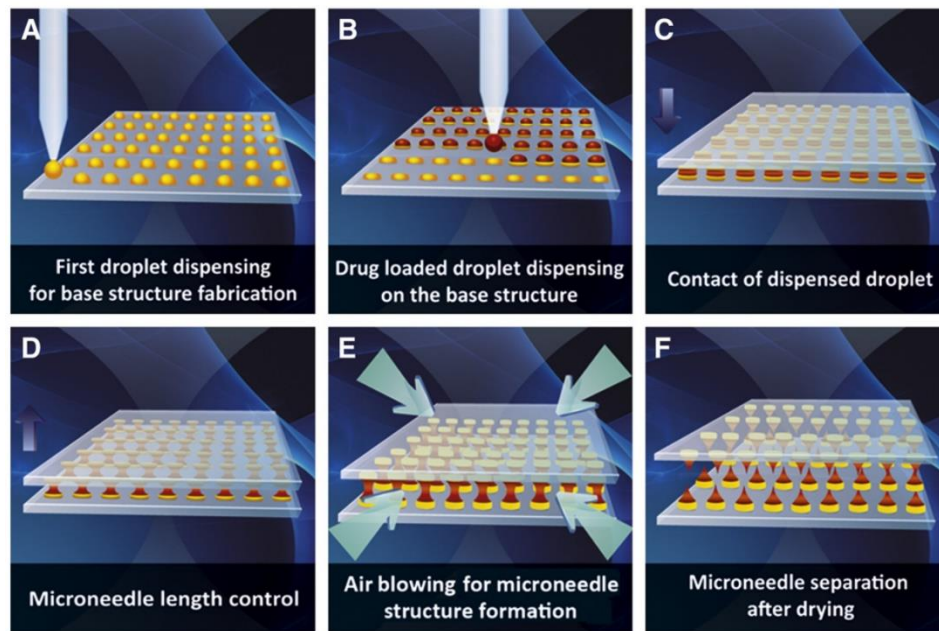 A
First droplet dispensing
for base structure fabrication
B
Drug loaded droplet dispensing
on the base structure
C
Contact of dispensed droplet
D
Microneedle length control
E
Air blowing for microneedle
structure formation
F
Microneedle separation
after drying